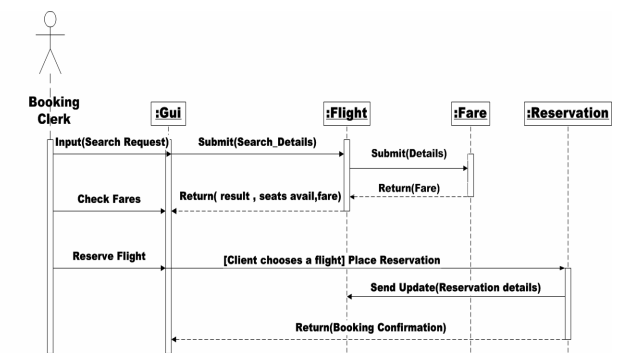 Booking
Clerk
:Gui
:Flight
:Fare
:Reservation
Input(Search Request)
Submit(Search_Details)
Submit(Details)
Return(Fare)
Return( result , seats avail,fare)
Check Fares
Reserve Flight
[Client chooses a flight] Place Reservation
Send Update(Reservation details)
Return(Booking Confirmation)